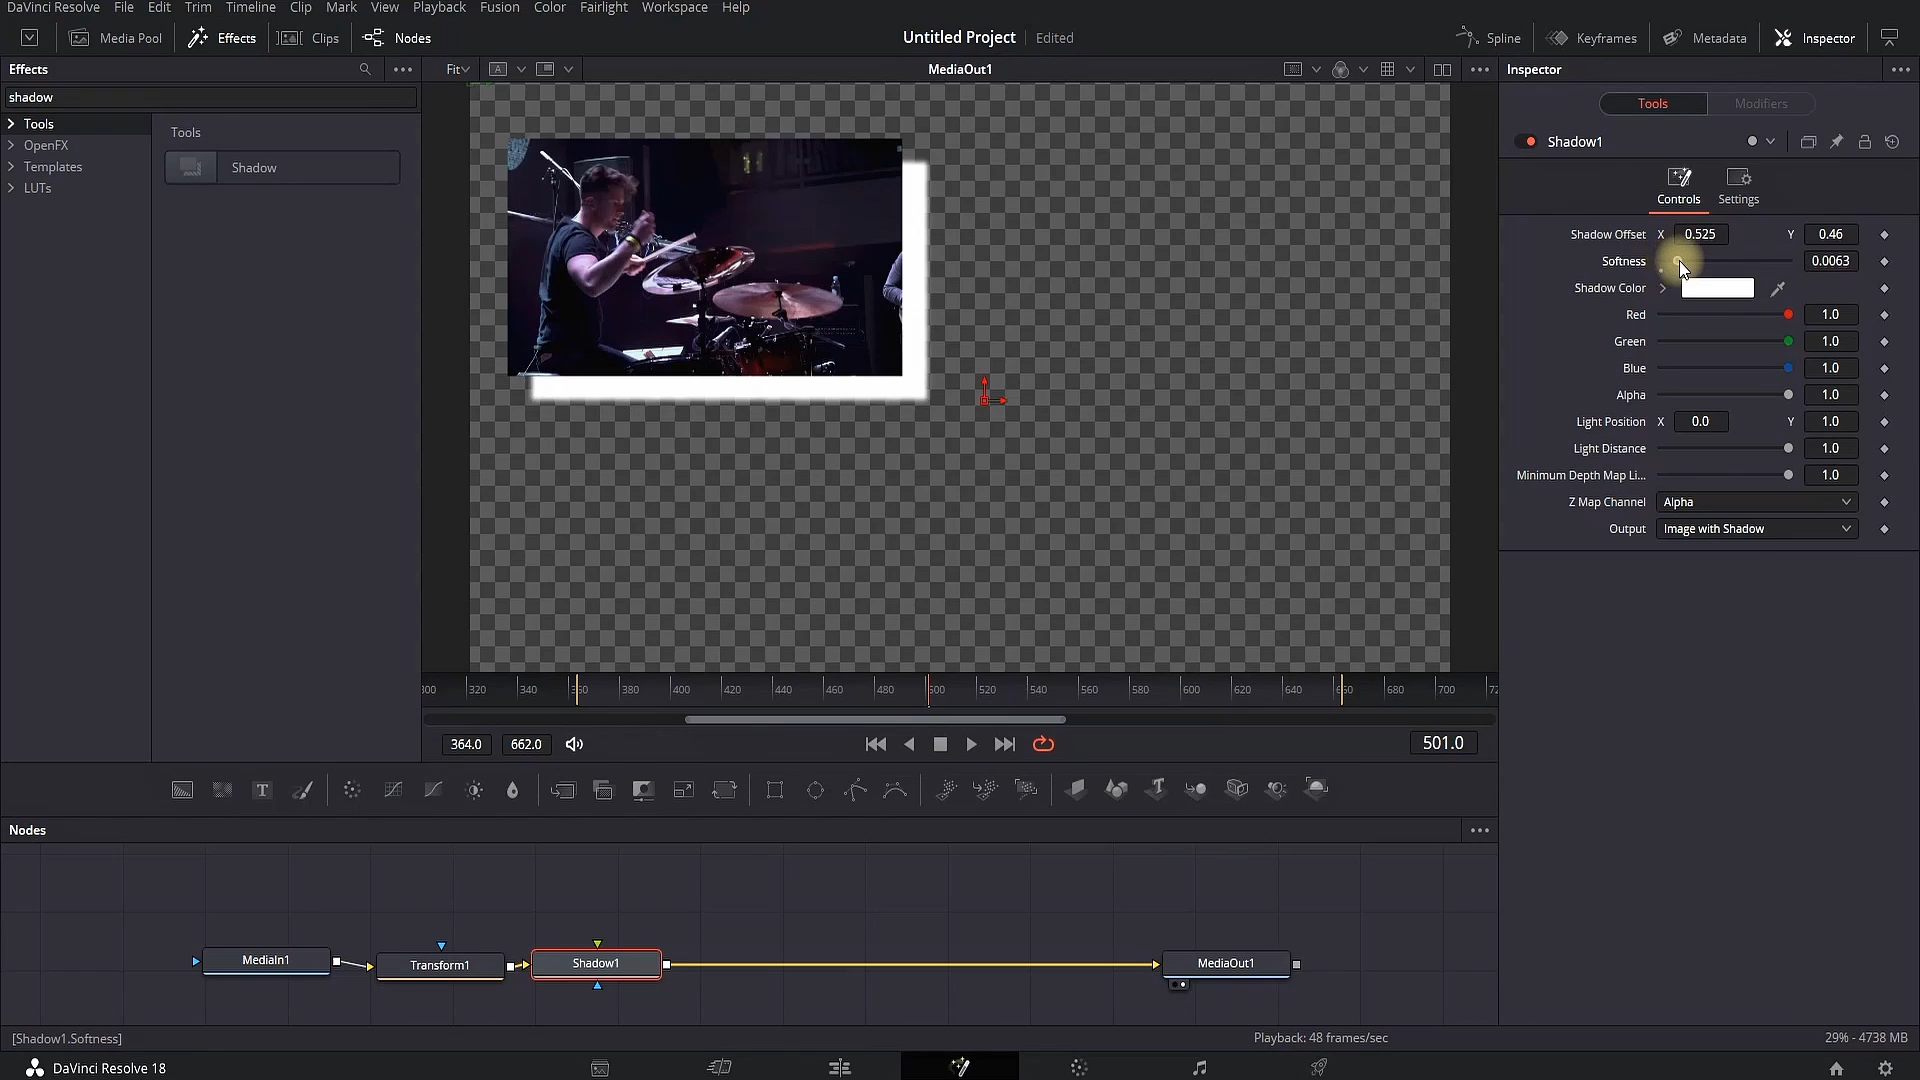 DaVinci Resolve File Edit Trim Timeline Clip Mark View Playback Fusion Color Fairlight Workspace Help
Media Pool Effects Clips Nodes Untitled Project Edited Spline Keyframes Metadata Inspector
Effects Fit A MediaOut1 Inspector
shadow
Tools Modifiers
Tools
OpenFX
Templates
LUTs
Tools
Shadow
Shadow1
Controls Settings
Shadow Offset X 0.525 Y 0.46
Softness 0.0063
Shadow Color
Red 1.0
Green 1.0
Blue 1.0
Alpha 1.0
Light Position X 0.0 Y 1.0
Light Distance 1.0
Minimum Depth Map Li... 1.0
Z Map Channel Alpha
Output Image with Shadow
320 340 380 400 420 440 460 480 500 520 540 560 580 600 620 640 680 700
364.0 662.0 501.0
T T
Nodes
MediaIn1 Transform1 Shadow1 MediaOut1
[Shadow1.Softness] Playback: 48 frames/sec 29% - 4738 MB
DaVinci Resolve 18